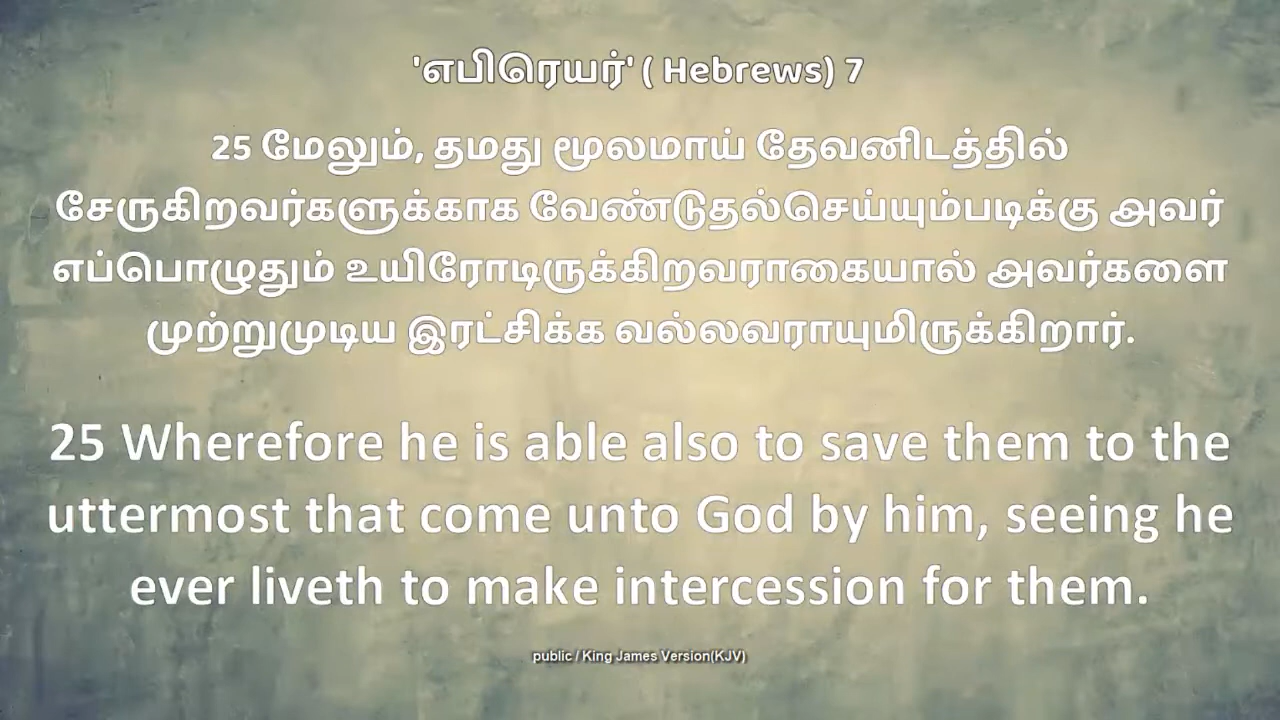 'எபிரெயர்' ( Hebrews) 7
25 மேலும், தமது மூலமாய் தேவனிடத்தில்
சேருகிறவர்களுக்காக வேண்டுதல்செய்யும்படிக்கு அவர்
எப்பொழுதும் உயிரோடிருக்கிறவராகையால் அவர்களை
முற்றுமுடிய இரட்சிக்க வல்லவராயுமிருக்கிறார்.
25 Wherefore he is able also to save them to the
uttermost that come unto God by him, seeing he
ever liveth to make intercession for them.
public / King James Version(KJV)